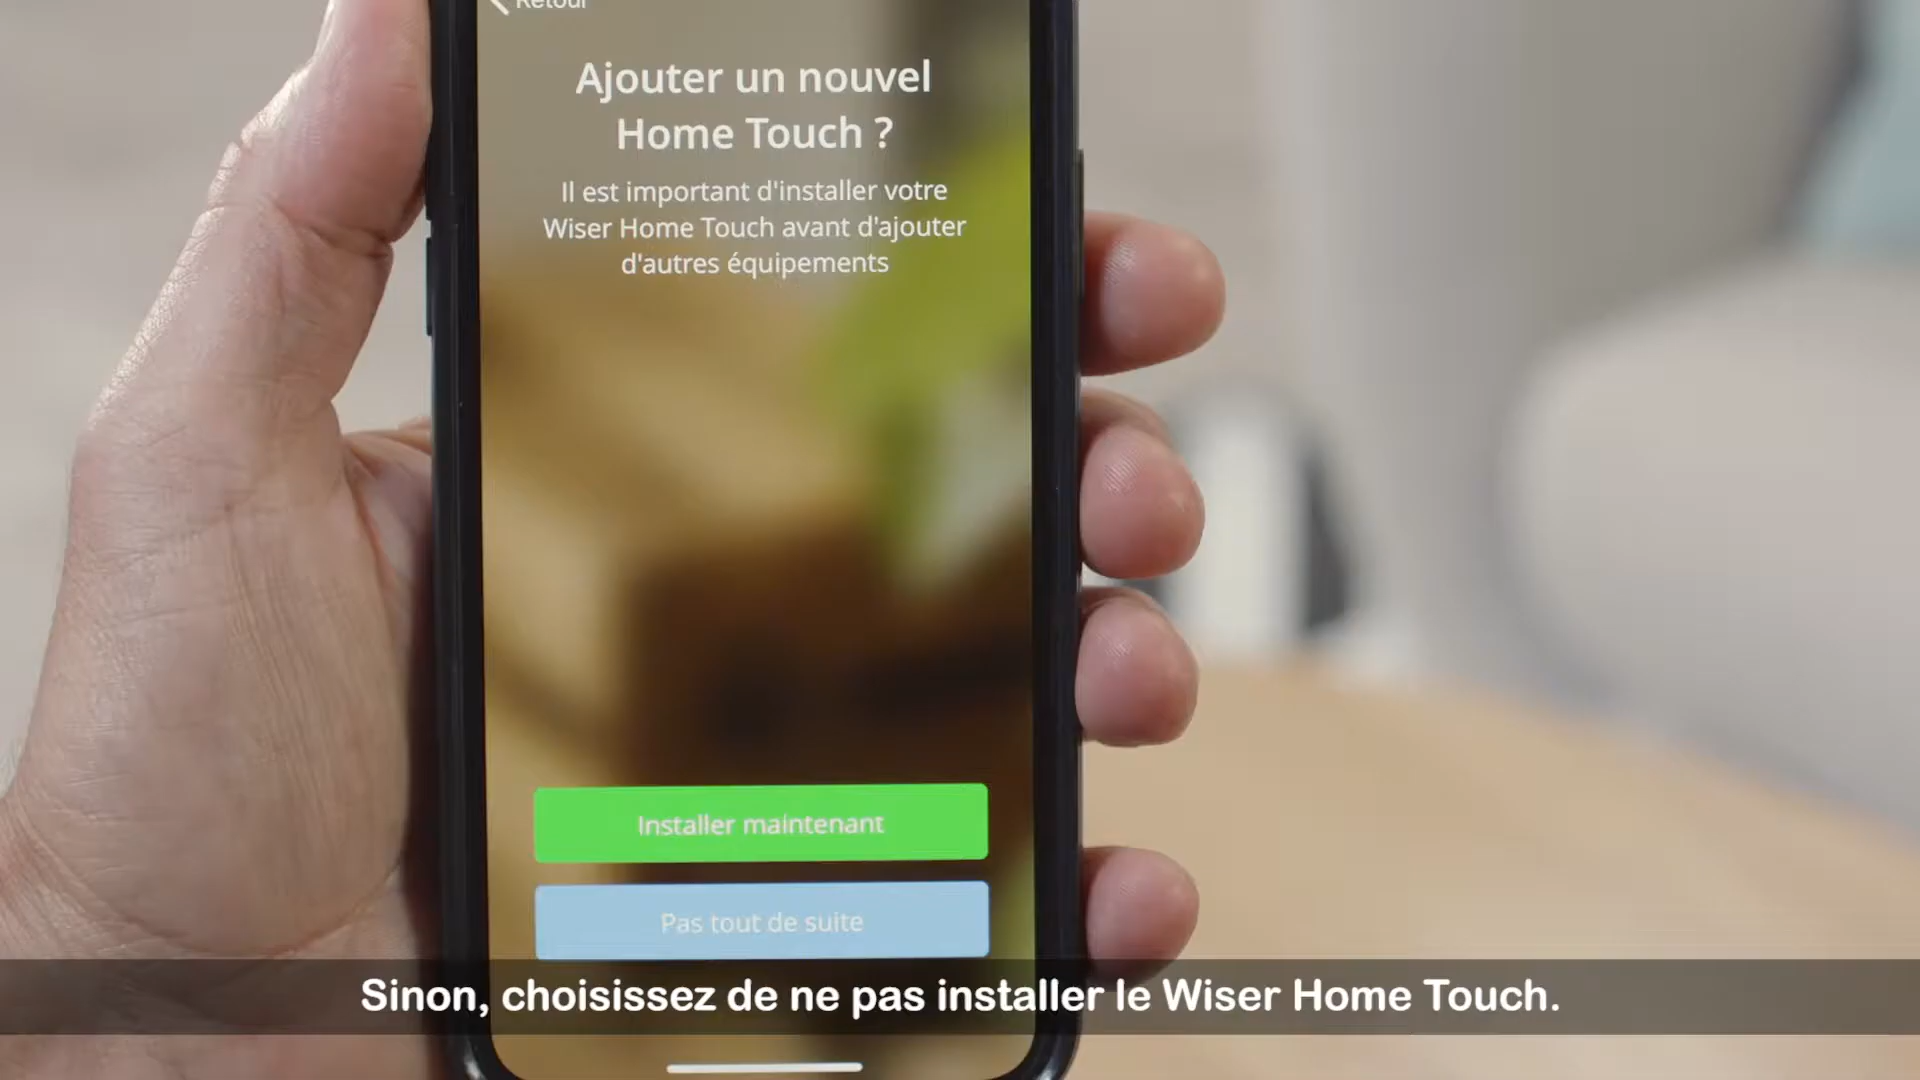 Retour
Ajouter un nouvel
Home Touch ?
Il est important d'installer votre
Wiser Home Touch avant d'ajouter
d'autres équipements
Installer maintenant
Pas tout de suite
Sinon, choisissez de ne pas installer le Wiser Home Touch.